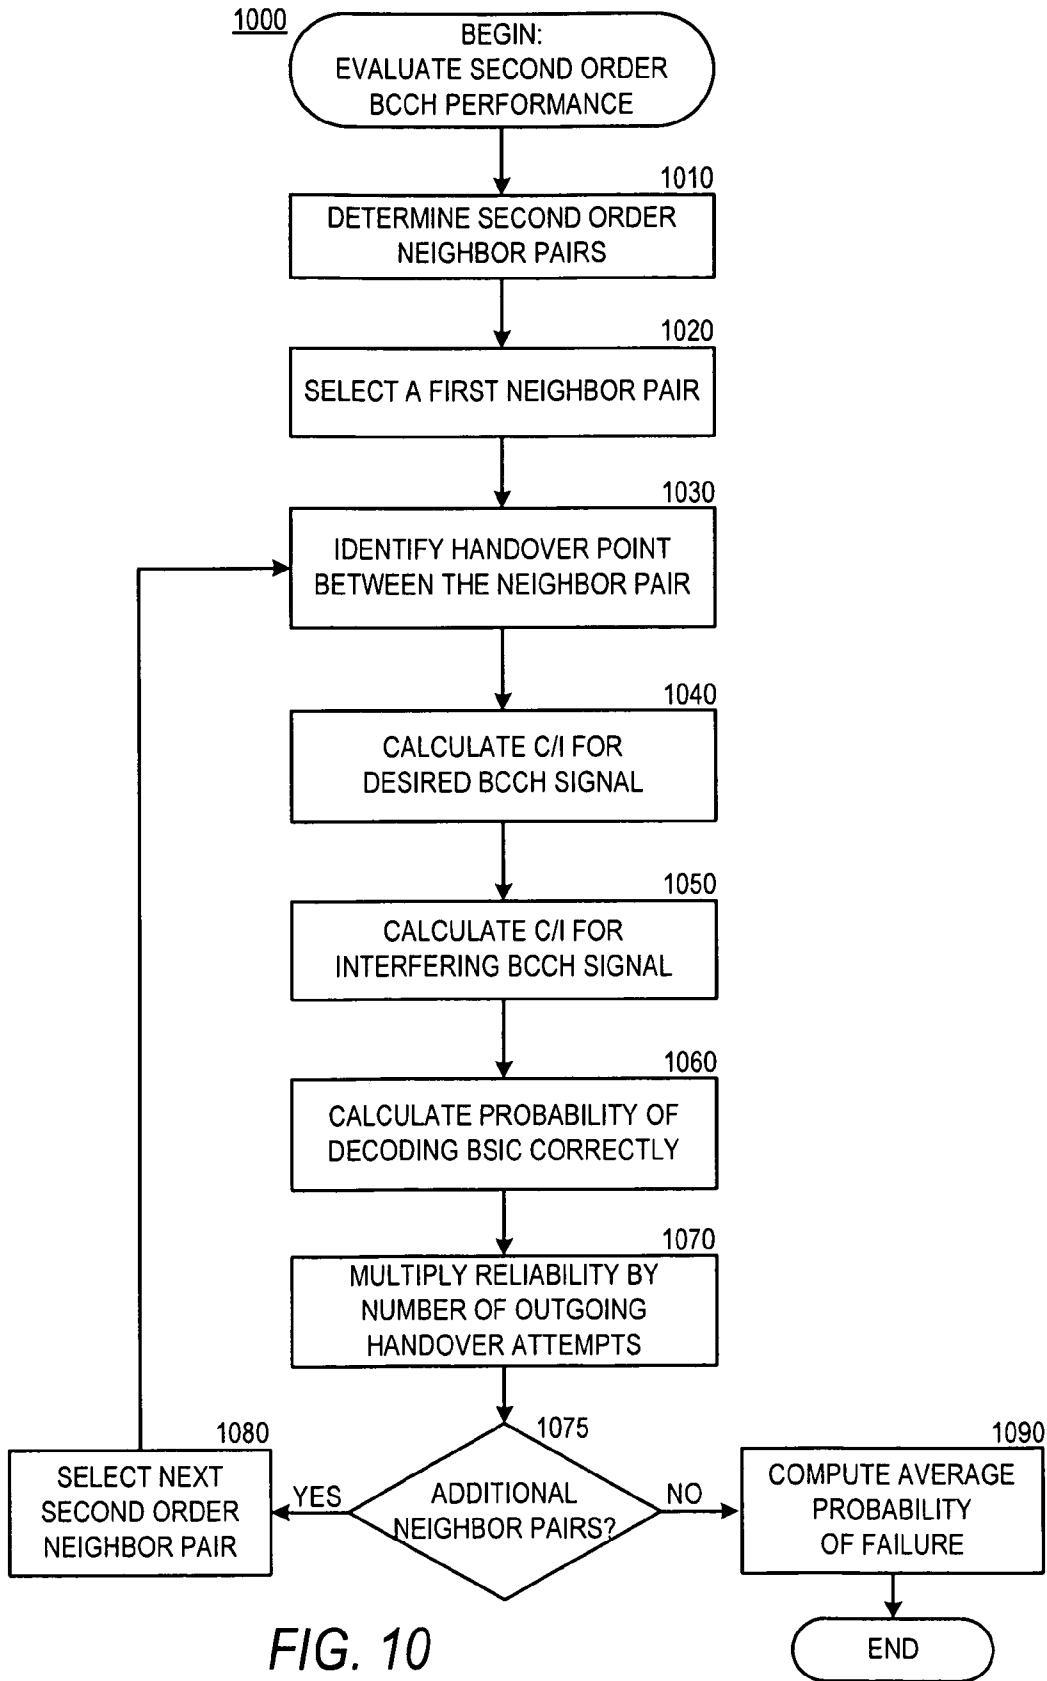 1000
BEGIN:
EVALUATE SECOND ORDER
BCCH PERFORMANCE
1010
DETERMINE SECOND ORDER
NEIGHBOR PAIRS
1020
SELECT A FIRST NEIGHBOR PAIR
1030
IDENTIFY HANDOVER POINT
BETWEEN THE NEIGHBOR PAIR
1040
CALCULATE C/I FOR
DESIRED BCCH SIGNAL
1050
CALCULATE C/I FOR
INTERFERING BCCH SIGNAL
1060
CALCULATE PROBABILITY OF
DECODING BSIC CORRECTLY
1070
MULTIPLY RELIABILITY BY
NUMBER OF OUTGOING
HANDOVER ATTEMPTS
1075
ADDITIONAL
NEIGHBOR PAIRS?
YES
NO
1080
SELECT NEXT
SECOND ORDER
NEIGHBOR PAIR
1090
COMPUTE AVERAGE
PROBABILITY
OF FAILURE
END
FIG. 10